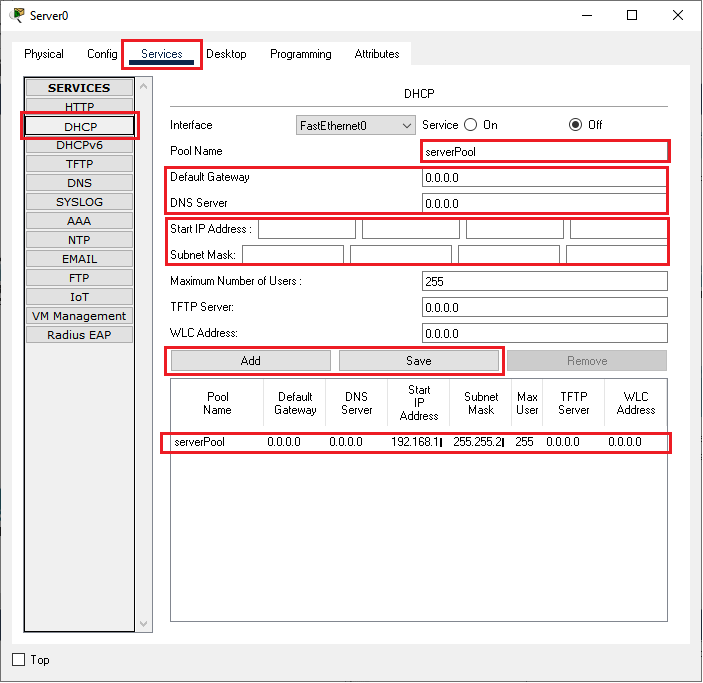 Server0
Physical Config Services Desktop Programming Attributes
SERVICES
HTTP
DHCP
DHCPv6
TFTP
DNS
SYSLOG
AAA
NTP
EMAIL
FTP
IoT
VM Management
Radius EAP
DHCP
Interface FastEthernet0 Service On Off
Pool Name serverPool
Default Gateway 0.0.0.0
DNS Server 0.0.0.0
Start IP Address :
Subnet Mask:
Maximum Number of Users : 255
TFTP Server: 0.0.0.0
WLC Address: 0.0.0.0
Add Save Remove
Pool Name Default Gateway DNS Server Start IP Address Subnet Mask Max User TFTP Server WLC Address
serverPool 0.0.0.0 0.0.0.0 192.168.1 255.255.2 255 0.0.0.0 0.0.0.0
Top